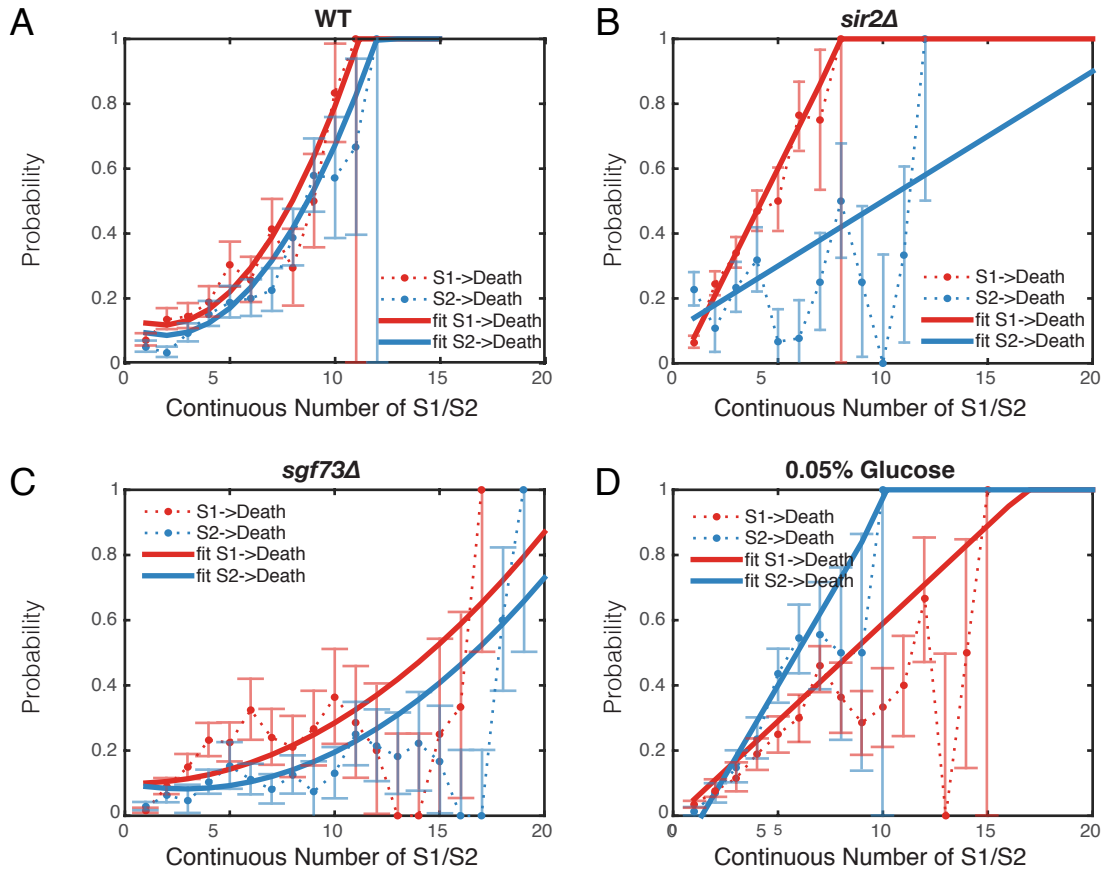 A
WT
1
0.8
0.6
0.4
0.2
0
Probability
S1->Death
S2->Death
fit S1->Death
fit S2->Death
0 5 10 15 20
Continuous Number of S1/S2
B
sir2Δ
1
0.8
0.6
0.4
0.2
0
Probability
S1->Death
S2->Death
fit S1->Death
fit S2->Death
0 5 10 15 20
Continuous Number of S1/S2
C
sgf73Δ
1
0.8
0.6
0.4
0.2
0
Probability
S1->Death
S2->Death
fit S1->Death
fit S2->Death
0 5 10 15 20
Continuous Number of S1/S2
D
0.05% Glucose
1
0.8
0.6
0.4
0.2
0
Probability
S1->Death
S2->Death
fit S1->Death
fit S2->Death
0 5 5 10 15 20
Continuous Number of S1/S2